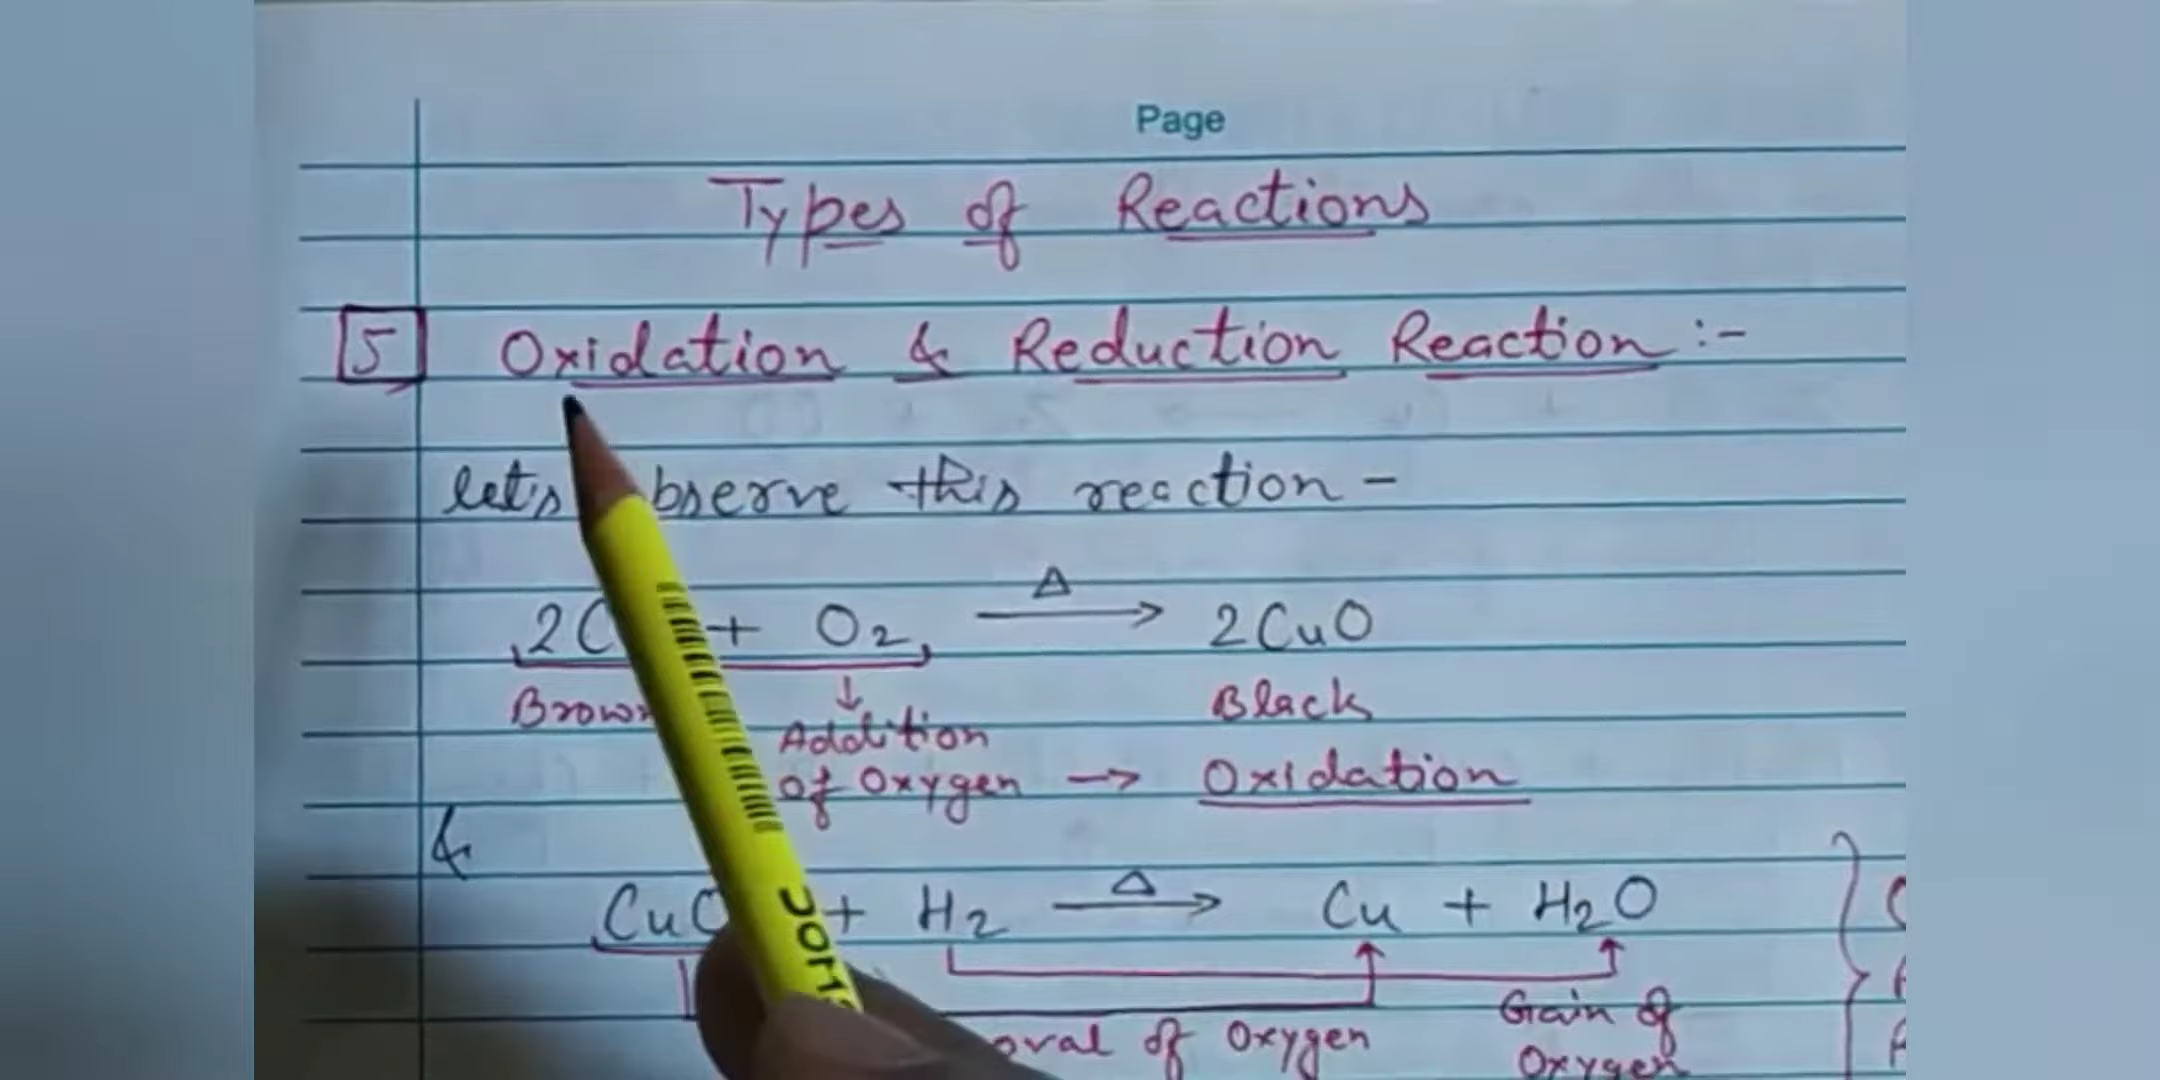 Page
Types of Reactions
5 Oxidation & Reduction Reaction :-
let's bserve this reaction -
2C + O2 Δ → 2CuO
Brown ↓ Black
Addition
of Oxygen → Oxidation
&
CuO + H2 Δ → Cu + H2O
Gain of
oval of Oxygen Oxygen